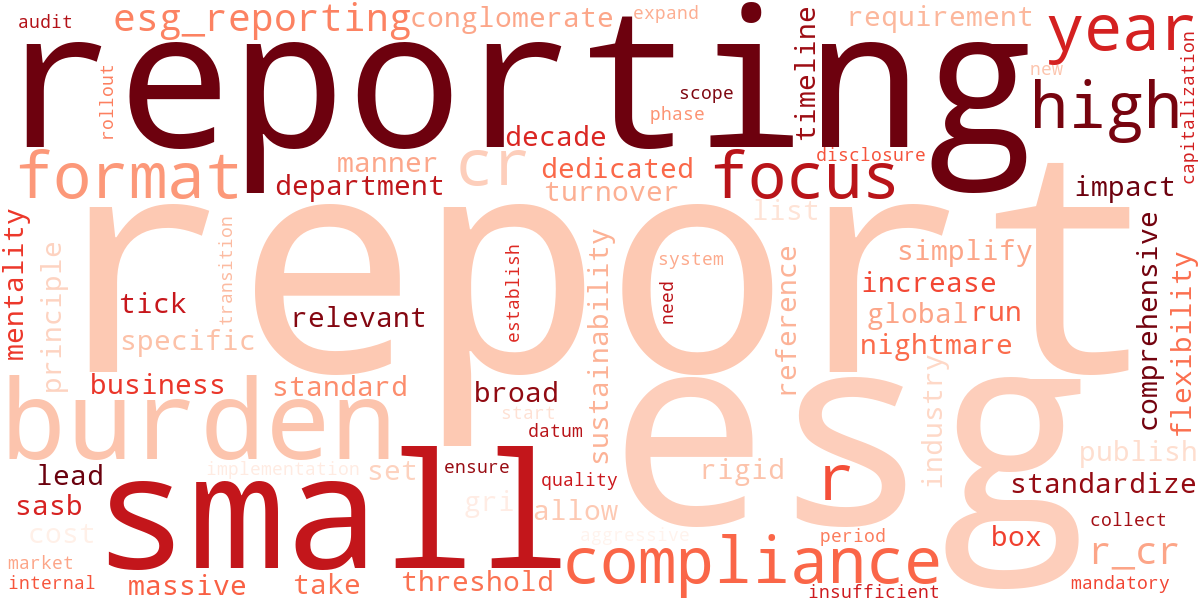 audit
esg_reporting
conglomerate
expand
requirement
year
reporting
rollout
scope
phase
timeline
new
high
capitalization
decade
format
manner
cr
dedicated
focus
disclosure
department
turnover
impact
report
list
mentality
principle
transition
tick
relevant
establish
sustainability
system
need
reference
simplify
increase
global
run
comprehensive
flexibility
specific
nightmare
business
standard
broad
esg
industry
burden
start
datum
publish
lead
implementation
set
ensure
quality
rigid
r
standardize
small
sasb
gri
allow
cost
aggressive
period
box
collect
r_cr
market
internal
massive
take
threshold
compliance
insufficient
mandatory